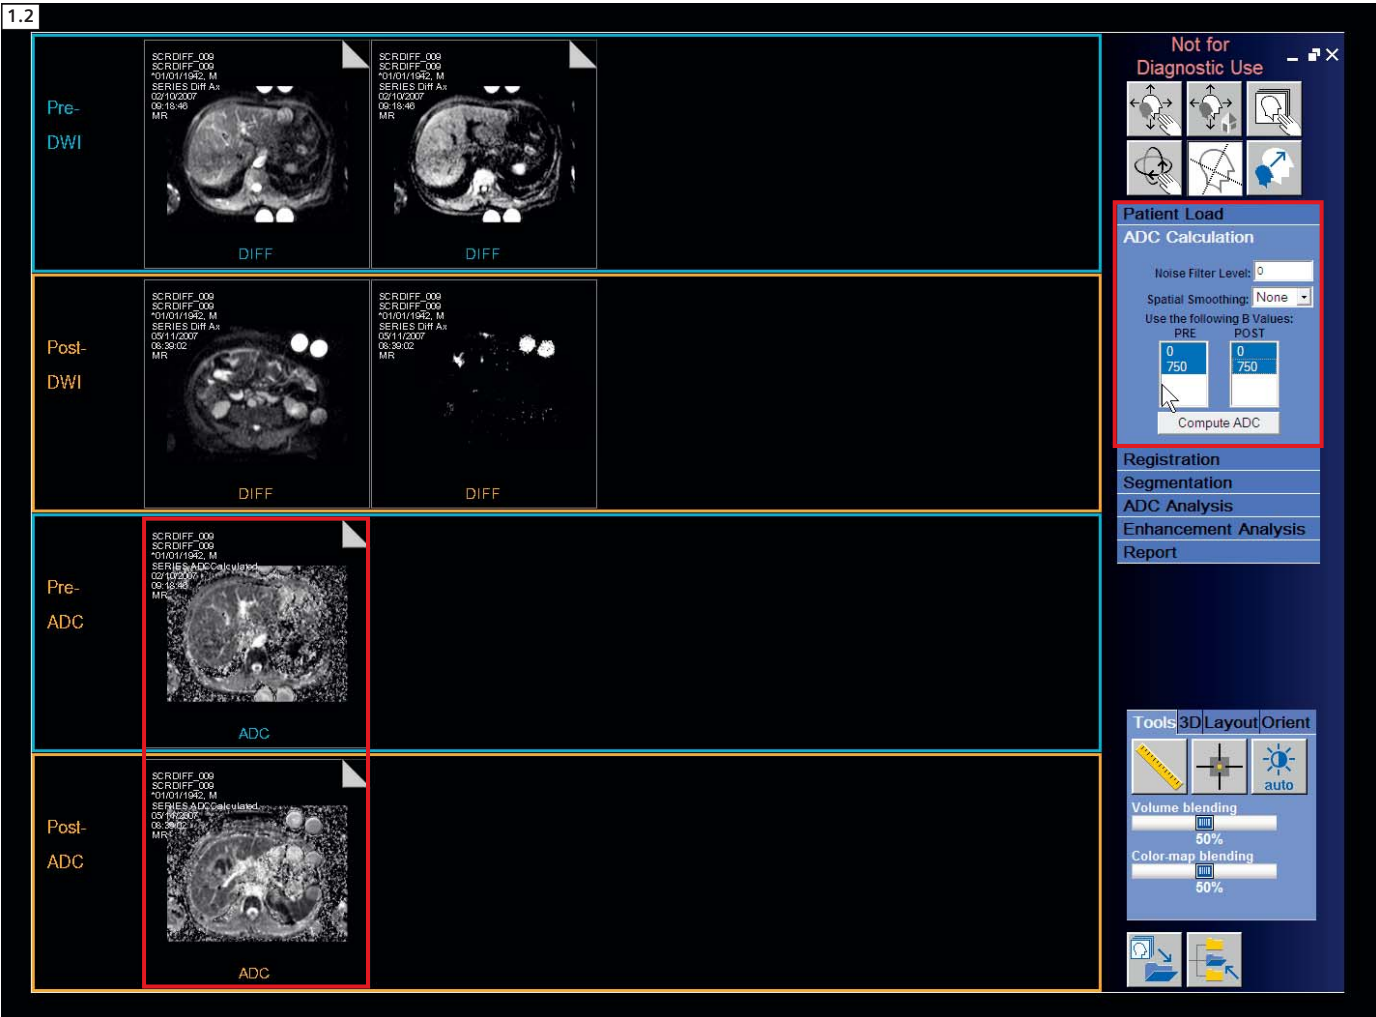 1.2
Pre-
DWI
SCRDIFF_009
SCRDIFF_009
*01/01/1942, M
SERIES Diff Ax
02/10/2007
09:18:46
MR
DIFF
SCRDIFF_009
SCRDIFF_009
*01/01/1942, M
SERIES Diff Ax
02/10/2007
09:18:46
MR
DIFF
Post-
DWI
SCRDIFF_009
SCRDIFF_009
*01/01/1942, M
SERIES Diff Ax
05/11/2007
08:39:02
MR
DIFF
SCRDIFF_009
SCRDIFF_009
*01/01/1942, M
SERIES Diff Ax
05/11/2007
08:39:02
MR
DIFF
Pre-
ADC
SCRDIFF_009
SCRDIFF_009
*01/01/1942, M
SERIES ADCCalculated
02/10/2007
09:18:46
MR
ADC
Post-
ADC
SCRDIFF_009
SCRDIFF_009
*01/01/1942, M
SERIES ADCCalculated
05/11/2007
08:39:02
MR
ADC
Not for
Diagnostic Use
Patient Load
ADC Calculation
Noise Filter Level: 0
Spatial Smoothing: None
Use the following B Values:
PRE POST
0 0
750 750
Compute ADC
Registration
Segmentation
ADC Analysis
Enhancement Analysis
Report
Tools 3D Layout Orient
auto
Volume blending
50%
Color-map blending
50%